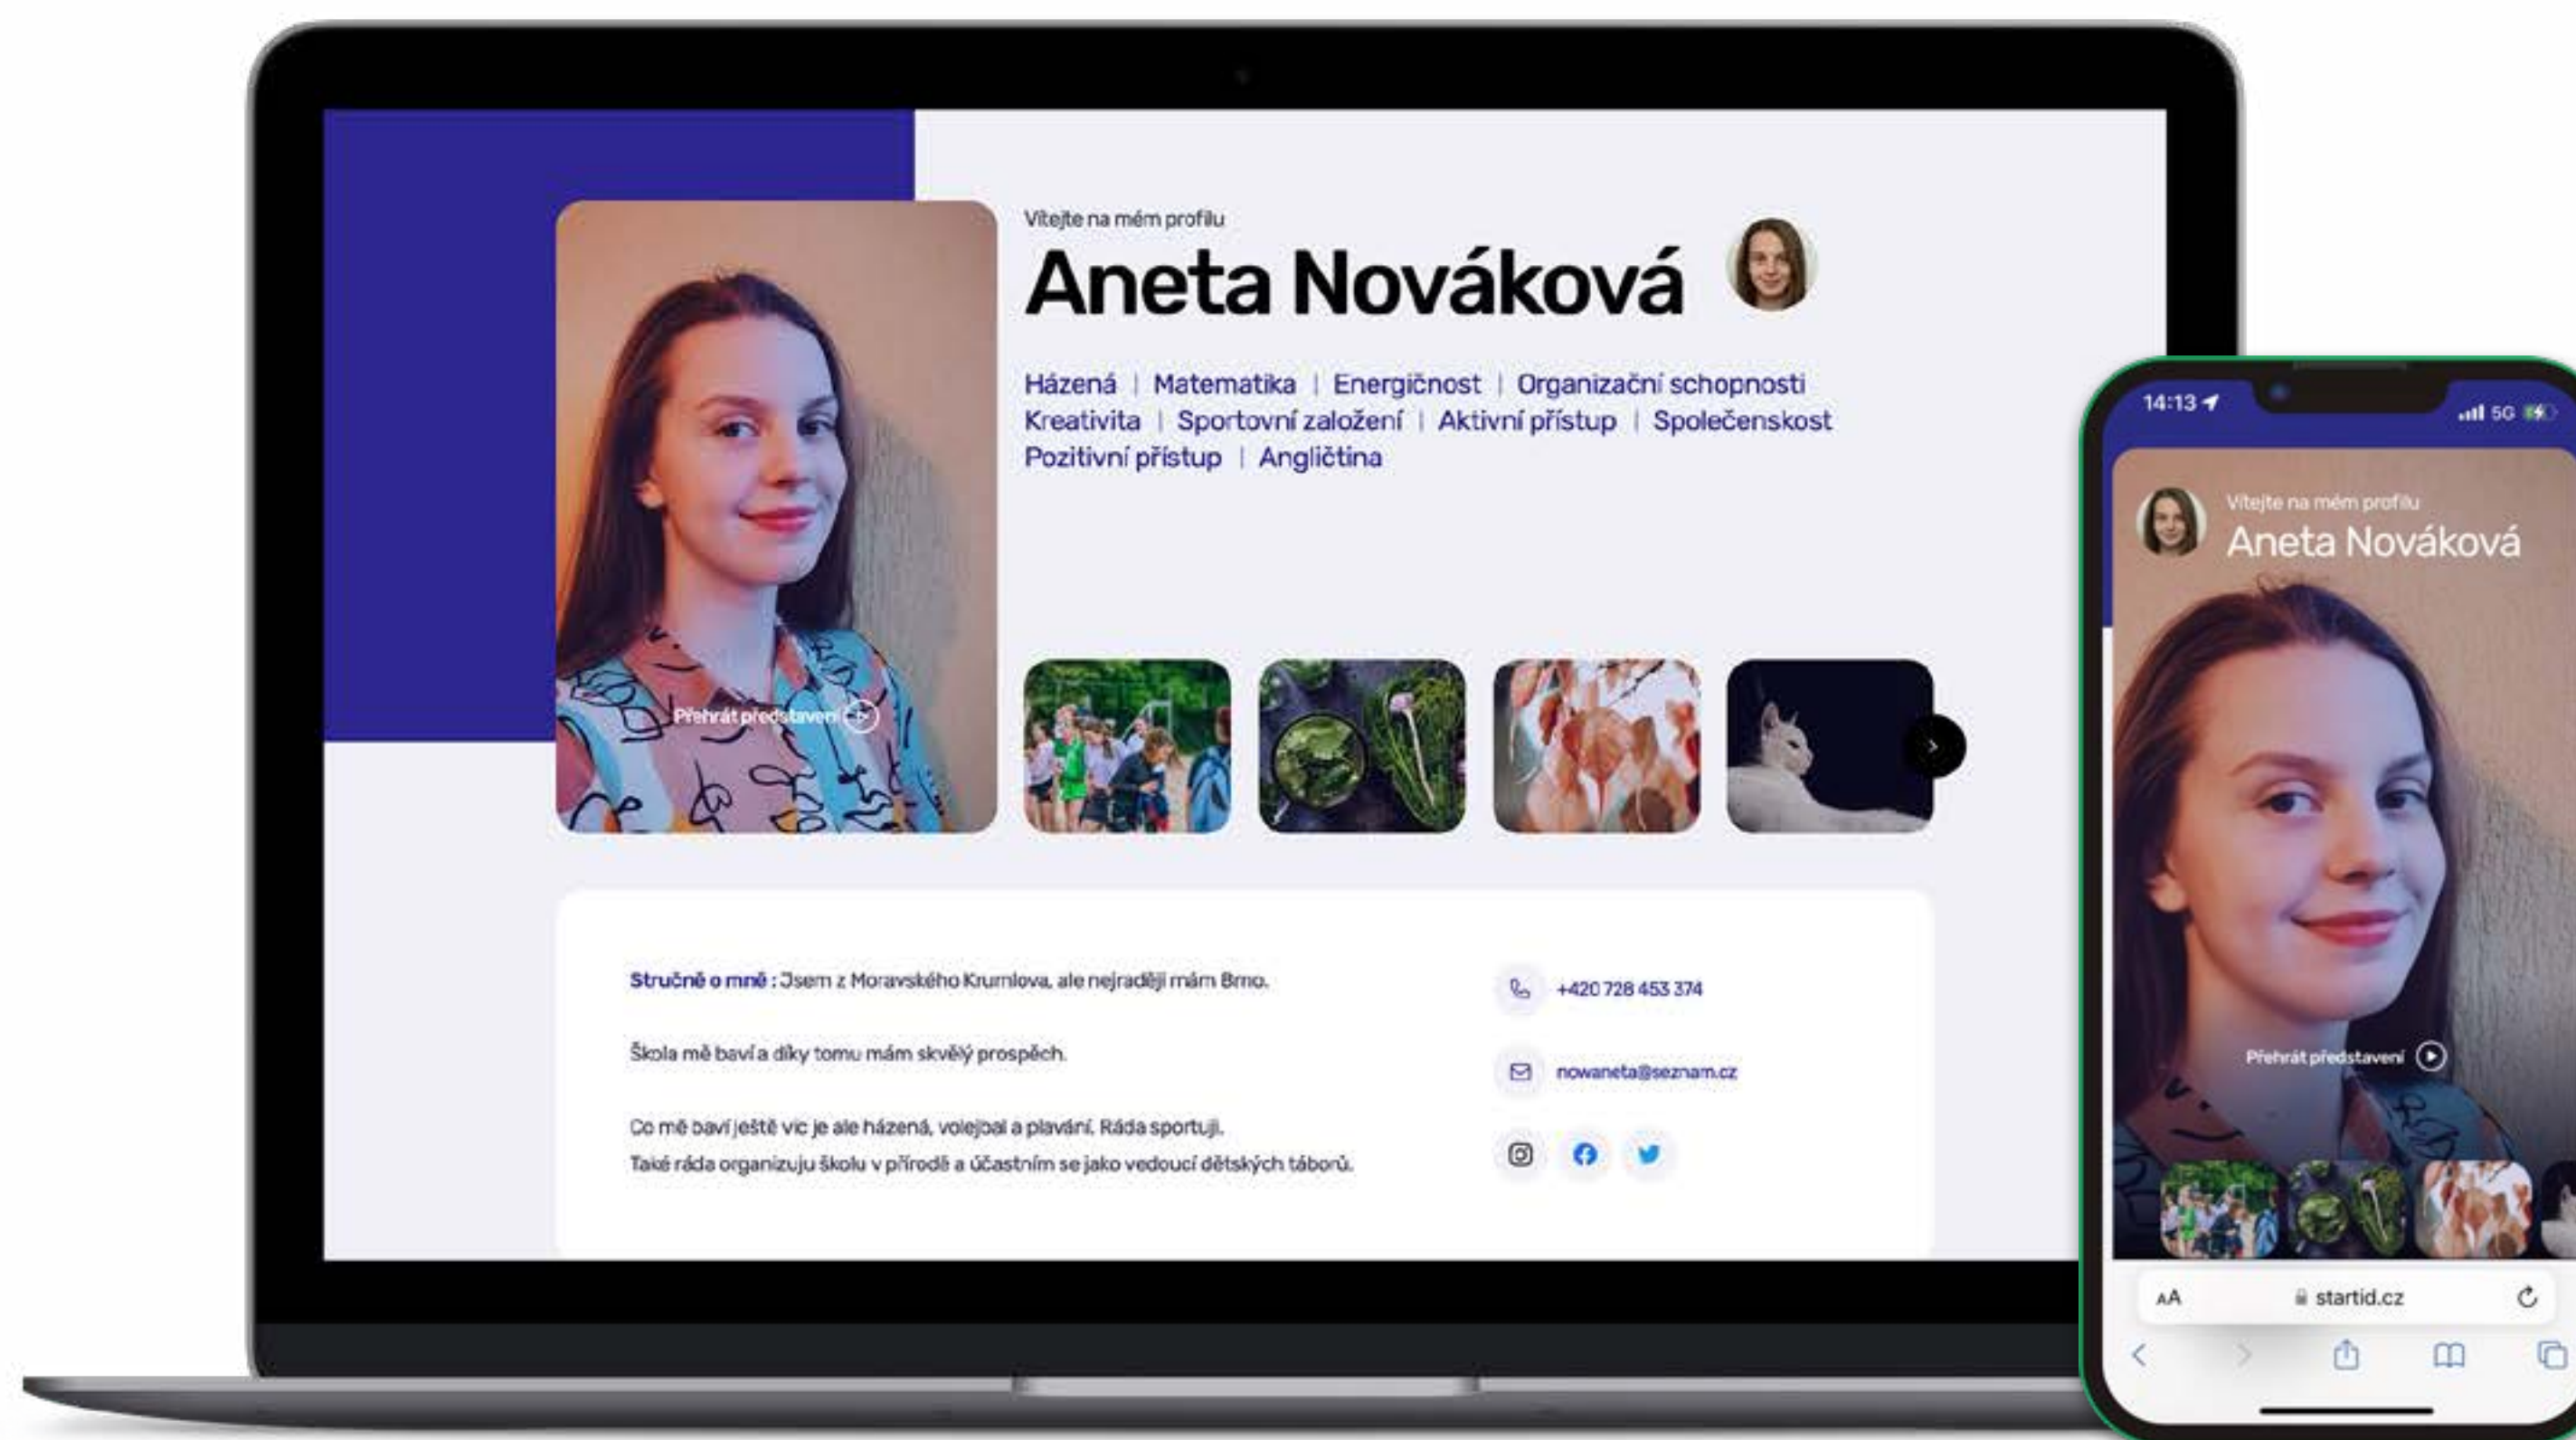 Vítejte na mém profilu
Aneta Nováková
Házená | Matematika | Energičnost | Organizační schopnosti
Kreativita | Sportovní založení | Aktivní přístup | Společenskost
Pozitivní přístup | Angličtina
Přehrát představení
Stručně o mně : Jsem z Moravského Krumlova, ale nejraději mám Brno.
Škola mě baví a díky tomu mám skvělý prospěch.
Co mě baví ještě víc je ale házená, volejbal a plavání. Ráda sportuji.
Také ráda organizuju školu v přírodě a účastním se jako vedoucí dětských táborů.
+420 728 453 374
nowaneta@seznam.cz
14:13
5G
Vítejte na mém profilu
Aneta Nováková
Přehrát představení
AA
startid.cz